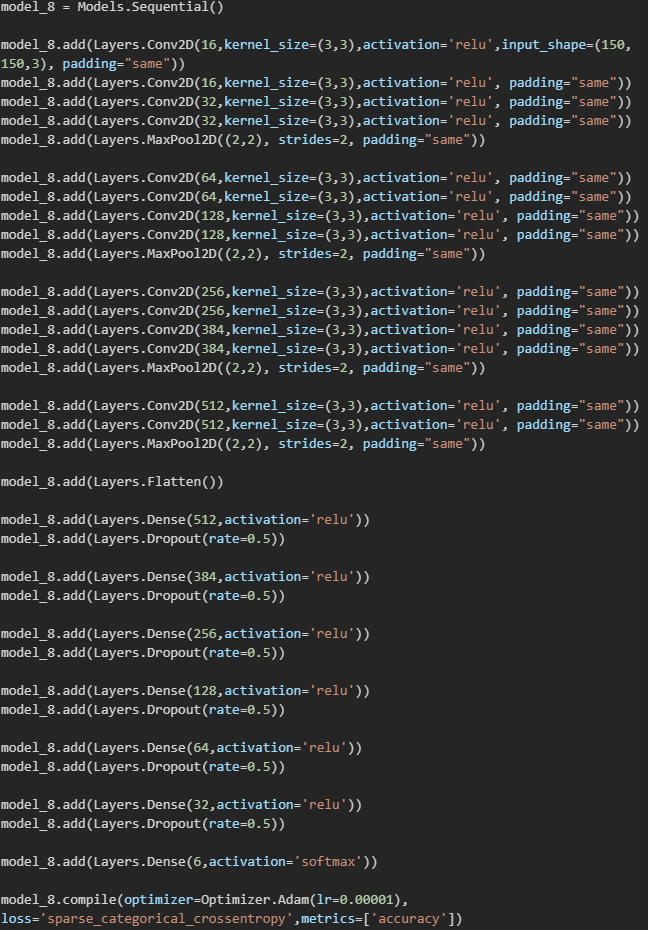 model_8 = Models.Sequential()
model_8.add(Layers.Conv2D(16,kernel_size=(3,3),activation='relu',input_shape=(150,
150,3), padding="same"))
model_8.add(Layers.Conv2D(16,kernel_size=(3,3),activation='relu', padding="same"))
model_8.add(Layers.Conv2D(32,kernel_size=(3,3),activation='relu', padding="same"))
model_8.add(Layers.Conv2D(32,kernel_size=(3,3),activation='relu', padding="same"))
model_8.add(Layers.MaxPool2D((2,2), strides=2, padding="same"))
model_8.add(Layers.Conv2D(64,kernel_size=(3,3),activation='relu', padding="same"))
model_8.add(Layers.Conv2D(64,kernel_size=(3,3),activation='relu', padding="same"))
model_8.add(Layers.Conv2D(128,kernel_size=(3,3),activation='relu', padding="same"))
model_8.add(Layers.Conv2D(128,kernel_size=(3,3),activation='relu', padding="same"))
model_8.add(Layers.MaxPool2D((2,2), strides=2, padding="same"))
model_8.add(Layers.Conv2D(256,kernel_size=(3,3),activation='relu', padding="same"))
model_8.add(Layers.Conv2D(256,kernel_size=(3,3),activation='relu', padding="same"))
model_8.add(Layers.Conv2D(384,kernel_size=(3,3),activation='relu', padding="same"))
model_8.add(Layers.Conv2D(384,kernel_size=(3,3),activation='relu', padding="same"))
model_8.add(Layers.MaxPool2D((2,2), strides=2, padding="same"))
model_8.add(Layers.Conv2D(512,kernel_size=(3,3),activation='relu', padding="same"))
model_8.add(Layers.Conv2D(512,kernel_size=(3,3),activation='relu', padding="same"))
model_8.add(Layers.MaxPool2D((2,2), strides=2, padding="same"))
model_8.add(Layers.Flatten())
model_8.add(Layers.Dense(512,activation='relu'))
model_8.add(Layers.Dropout(rate=0.5))
model_8.add(Layers.Dense(384,activation='relu'))
model_8.add(Layers.Dropout(rate=0.5))
model_8.add(Layers.Dense(256,activation='relu'))
model_8.add(Layers.Dropout(rate=0.5))
model_8.add(Layers.Dense(128,activation='relu'))
model_8.add(Layers.Dropout(rate=0.5))
model_8.add(Layers.Dense(64,activation='relu'))
model_8.add(Layers.Dropout(rate=0.5))
model_8.add(Layers.Dense(32,activation='relu'))
model_8.add(Layers.Dropout(rate=0.5))
model_8.add(Layers.Dense(6,activation='softmax'))
model_8.compile(optimizer=Optimizer.Adam(lr=0.00001),
loss='sparse_categorical_crossentropy',metrics=['accuracy'])